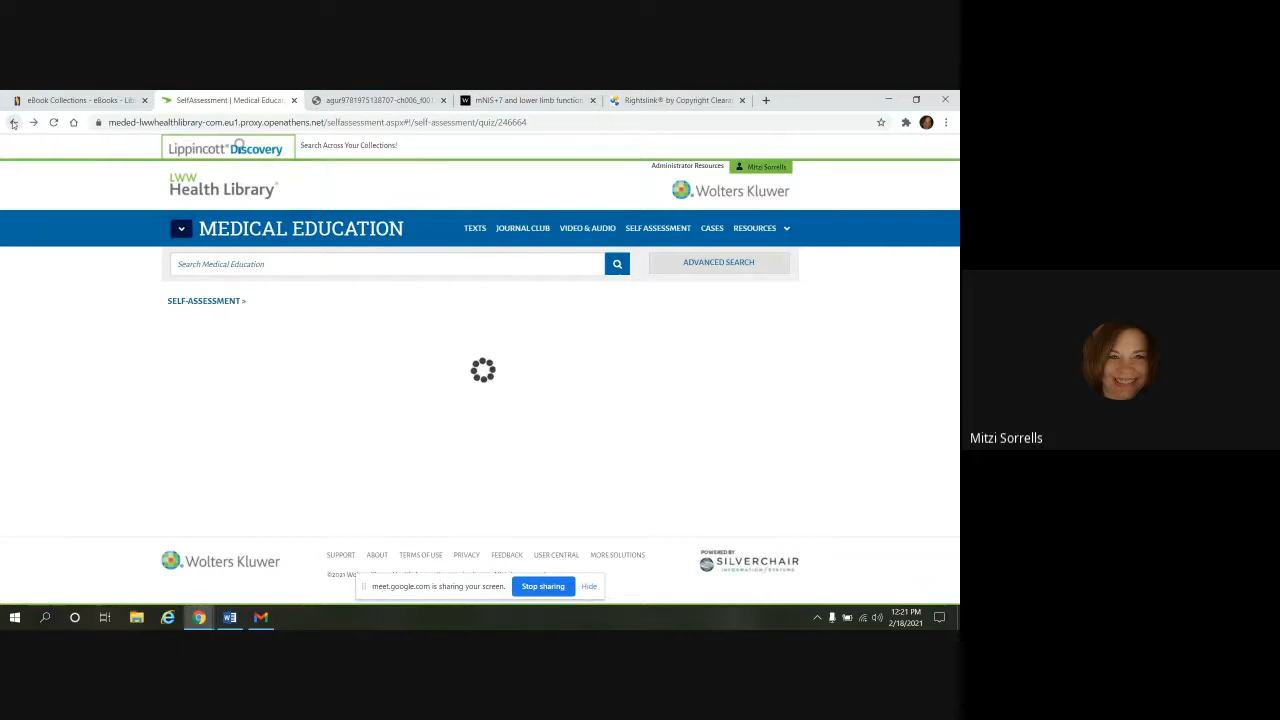 eBook Collections - eBooks - Lib
SelfAssessment | Medical Educat
agur9781975138707-ch006_f001
mNIS+7 and lower limb function
Rightslink® by Copyright Cleara
meded-lwwhealthlibrary-com.eu1.proxy.openathens.net/selfassessment.aspx#!/self-assessment/quiz/246664
Lippincott® Discovery
Search Across Your Collections!
Administrator Resources
Mitzi Sorrells
LWW
Health Library®
Wolters Kluwer
MEDICAL EDUCATION
TEXTS
JOURNAL CLUB
VIDEO & AUDIO
SELF ASSESSMENT
CASES
RESOURCES
Search Medical Education
ADVANCED SEARCH
SELF-ASSESSMENT >
Mitzi Sorrells
Wolters Kluwer
SUPPORT
ABOUT
TERMS OF USE
PRIVACY
FEEDBACK
USER CENTRAL
MORE SOLUTIONS
©2021
POWERED BY
SILVERCHAIR
INFORMATION SYSTEMS
meet.google.com is sharing your screen.
Stop sharing
Hide
12:21 PM
2/18/2021